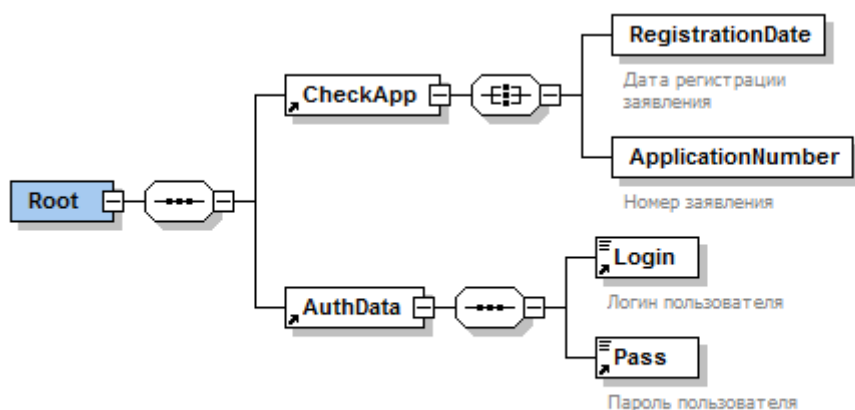 RegistrationDate
Дата регистрации
заявления
CheckApp
ApplicationNumber
Номер заявления
Root
Login
Логин пользователя
AuthData
Pass
Пароль пользователя